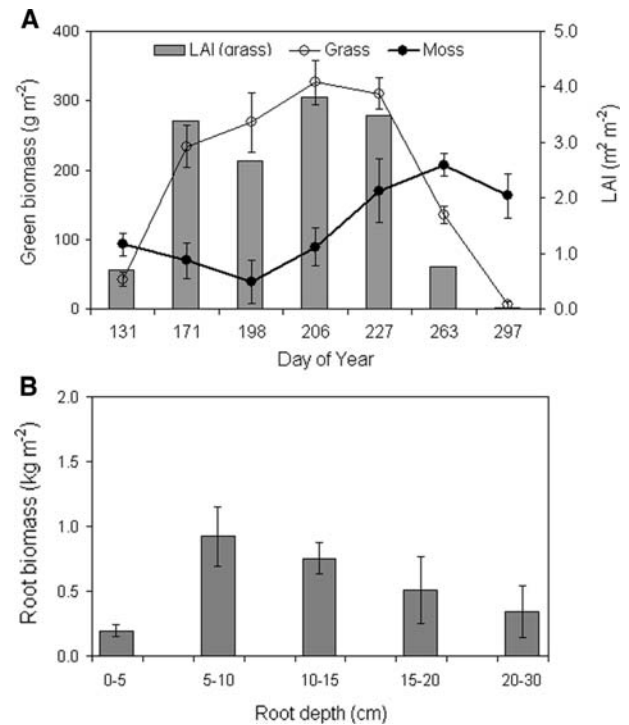 A
LAI (grass) Grass Moss
400
300
200
100
0
Green biomass (g m⁻²)
5.0
4.0
3.0
2.0
1.0
0.0
LAI (m² m⁻²)
131 171 198 206 227 263 297
Day of Year
B
2.0
1.5
1.0
0.5
0.0
Root biomass (kg m⁻²)
0-5 5-10 10-15 15-20 20-30
Root depth (cm)